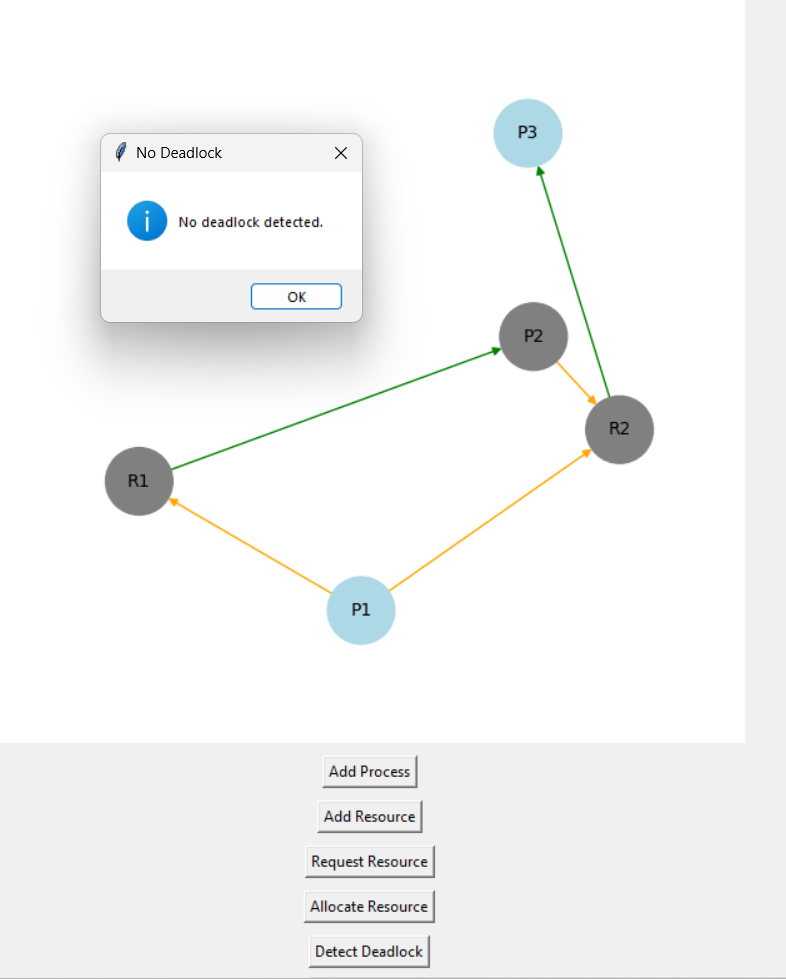 P3
No Deadlock
No deadlock detected.
OK
P2
R2
R1
P1
Add Process
Add Resource
Request Resource
Allocate Resource
Detect Deadlock